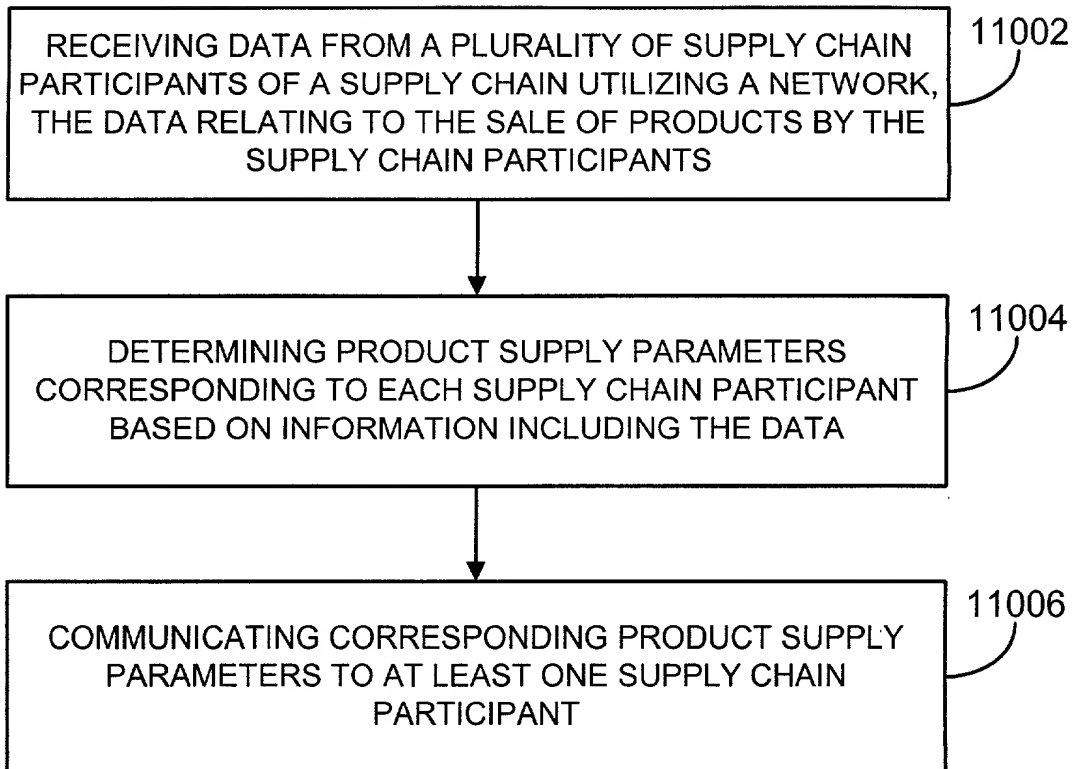 RECEIVING DATA FROM A PLURALITY OF SUPPLY CHAIN
PARTICIPANTS OF A SUPPLY CHAIN UTILIZING A NETWORK,
THE DATA RELATING TO THE SALE OF PRODUCTS BY THE
SUPPLY CHAIN PARTICIPANTS
11002
DETERMINING PRODUCT SUPPLY PARAMETERS
CORRESPONDING TO EACH SUPPLY CHAIN PARTICIPANT
BASED ON INFORMATION INCLUDING THE DATA
11004
COMMUNICATING CORRESPONDING PRODUCT SUPPLY
PARAMETERS TO AT LEAST ONE SUPPLY CHAIN
PARTICIPANT
11006